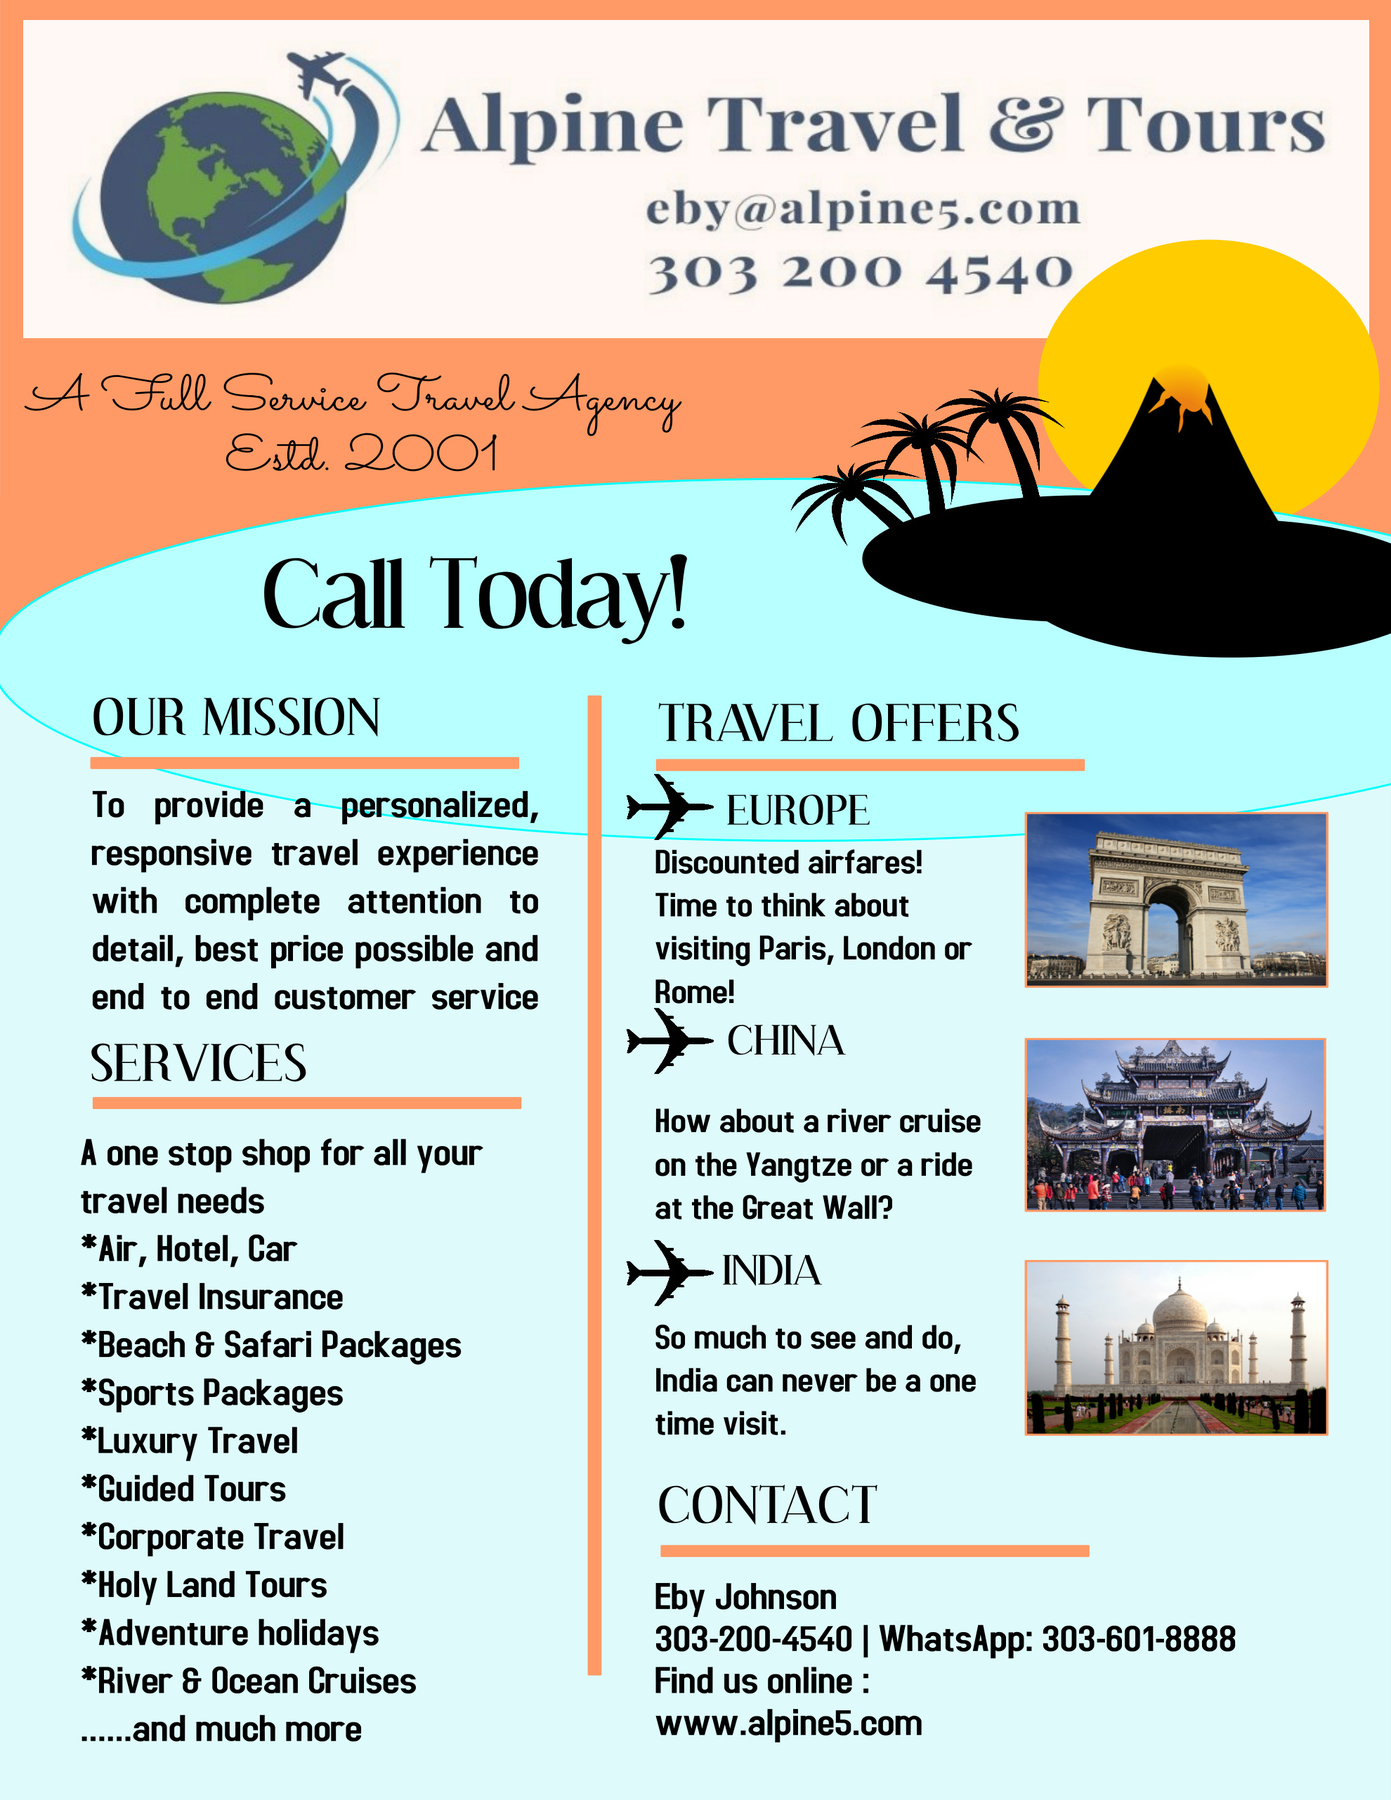 Alpine Travel & Tours
eby@alpine5.com
303 200 4540
A Full Service Travel Agency
Estd. 2001
Call Today!
OUR MISSION
To provide a personalized,
responsive travel experience
with complete attention to
detail, best price possible and
end to end customer service
SERVICES
A one stop shop for all your
travel needs
*Air, Hotel, Car
*Travel Insurance
*Beach & Safari Packages
*Sports Packages
*Luxury Travel
*Guided Tours
*Corporate Travel
*Holy Land Tours
*Adventure holidays
*River & Ocean Cruises
......and much more
TRAVEL OFFERS
EUROPE
Discounted airfares!
Time to think about
visiting Paris, London or
Rome!
CHINA
How about a river cruise
on the Yangtze or a ride
at the Great Wall?
INDIA
So much to see and do,
India can never be a one
time visit.
CONTACT
Eby Johnson
303-200-4540 | WhatsApp: 303-601-8888
Find us online :
www.alpine5.com